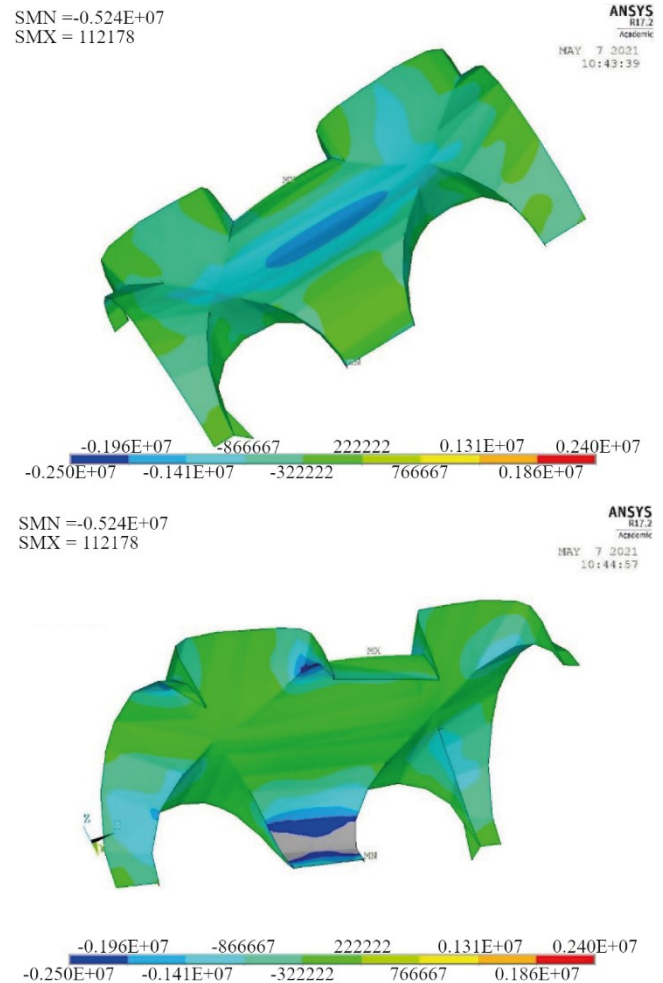 SMN =-0.524E+07
SMX = 112178
ANSYS
R17.2
Academic
MAY 7 2021
10:43:39
MX
MN
-0.196E+07 -866667 222222 0.131E+07 0.240E+07
-0.250E+07 -0.141E+07 -322222 766667 0.186E+07
SMN =-0.524E+07
SMX = 112178
ANSYS
R17.2
Academic
MAY 7 2021
10:44:57
MX
Z
MN
-0.196E+07 -866667 222222 0.131E+07 0.240E+07
-0.250E+07 -0.141E+07 -322222 766667 0.186E+07